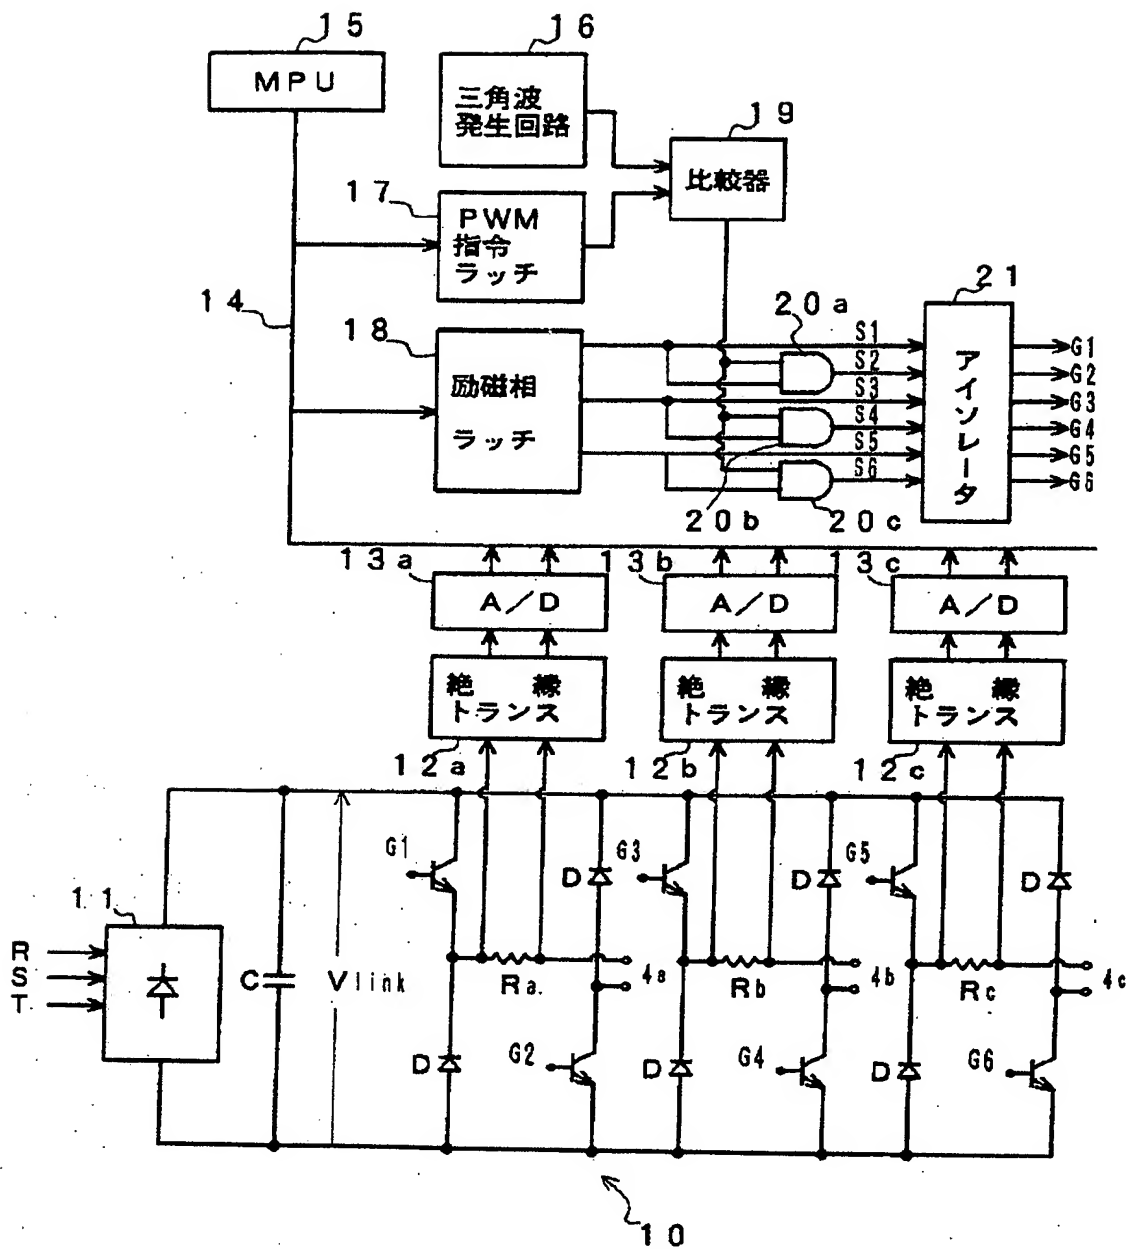 15
MPU
16
三角波
発生回路
19
比較器
17
PWM
指令
ラッチ
14
18
励磁相
ラッチ
20a
20b
20c
S1
S2
S3
S4
S5
S6
21
アイソレータ
G1
G2
G3
G4
G5
G6
13a
A/D
13b
A/D
13c
A/D
絶縁
トランス
12a
絶縁
トランス
12b
絶縁
トランス
12c
11
R
S
T
C
Vlink
G1
D
G3
D
G5
D
Ra
4a
Rb
4b
Rc
4c
D
G2
D
G4
D
G6
10